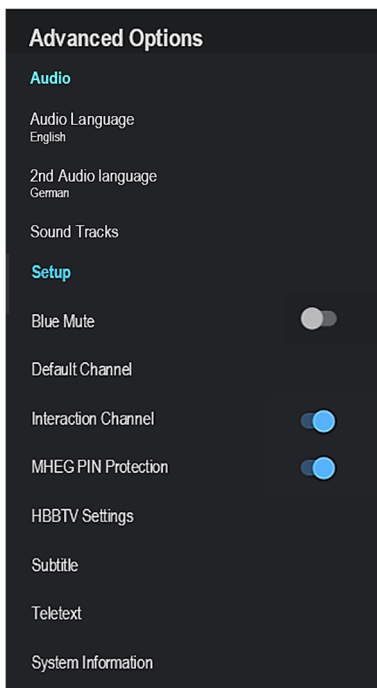 Advanced Options
Audio
Audio Language
English
2nd Audio language
German
Sound Tracks
Setup
Blue Mute
Default Channel
Interaction Channel
MHEG PIN Protection
HBBTV Settings
Subtitle
Teletext
System Information